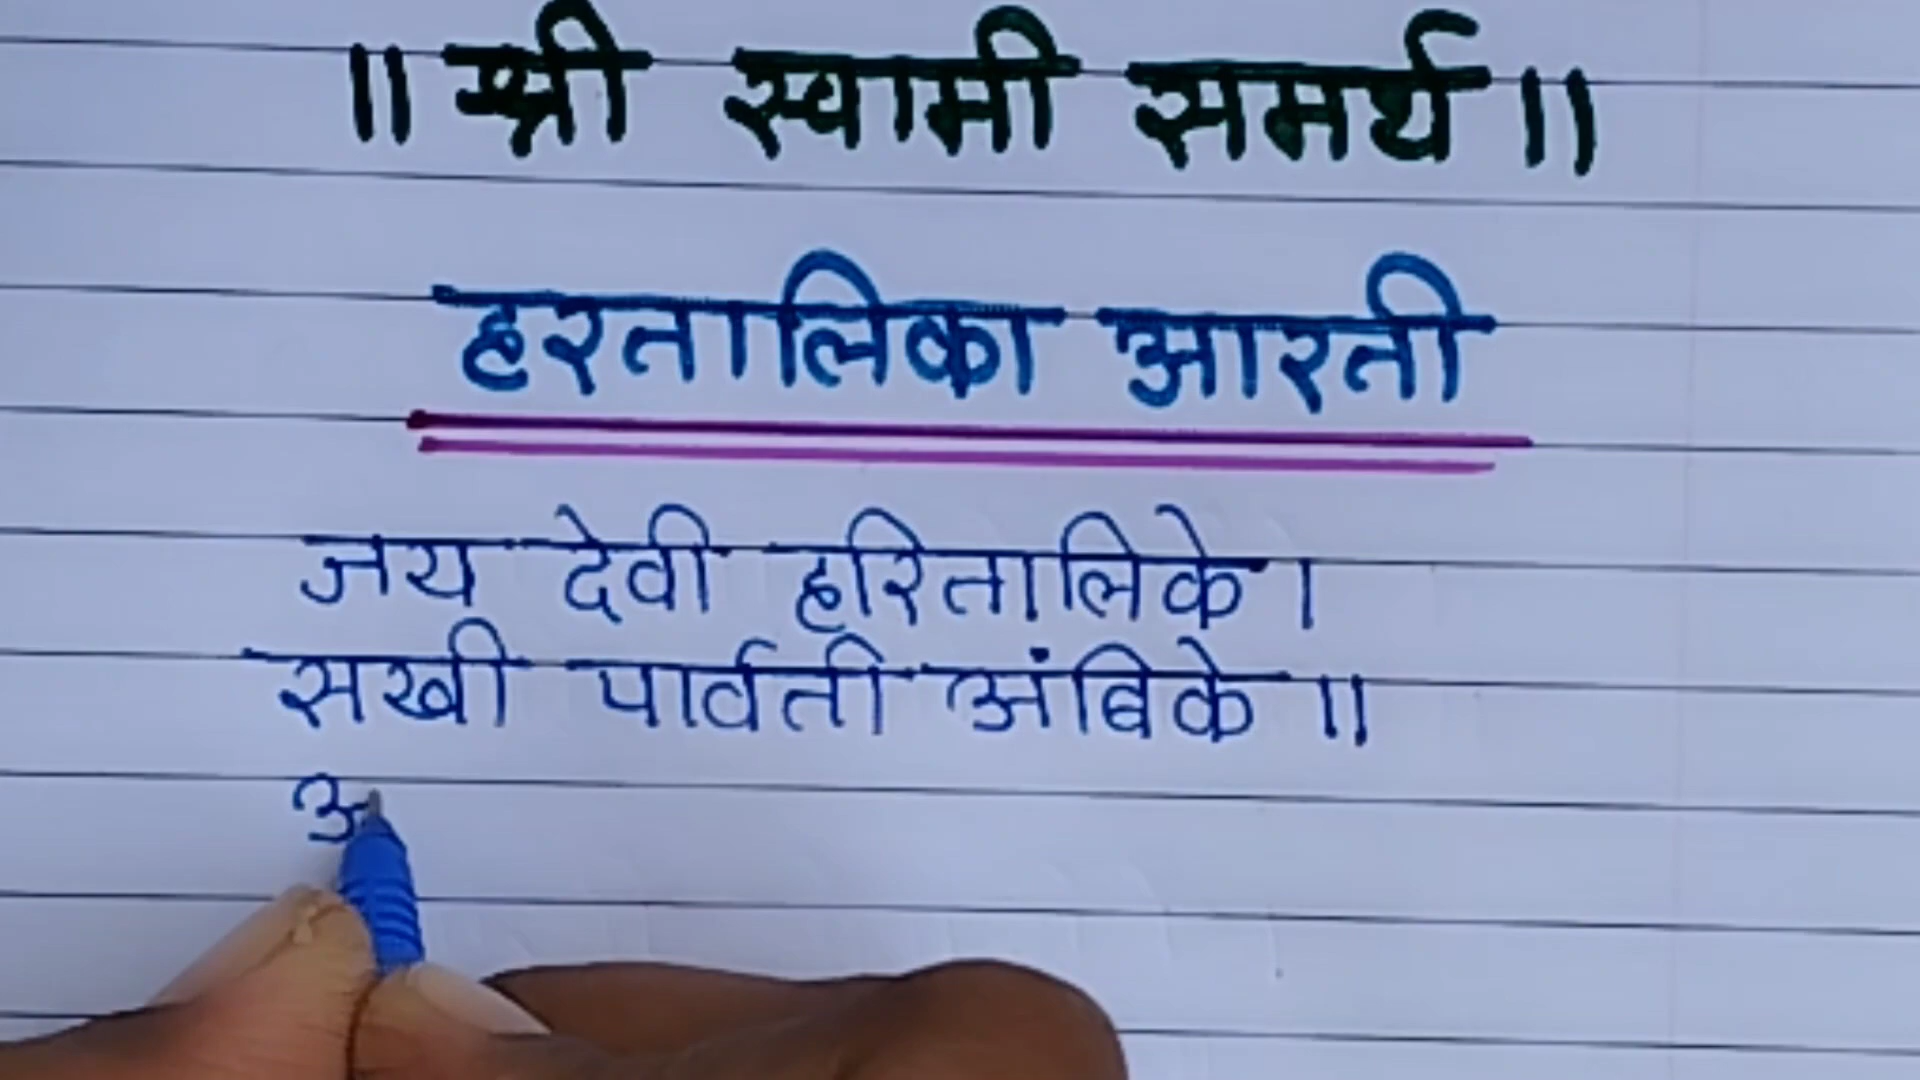 ॥ श्री स्वामी समर्थ ॥
हरतालिका आरती
जय देवी हरितालिके।
सखी पार्वती अंबिके ॥
अ